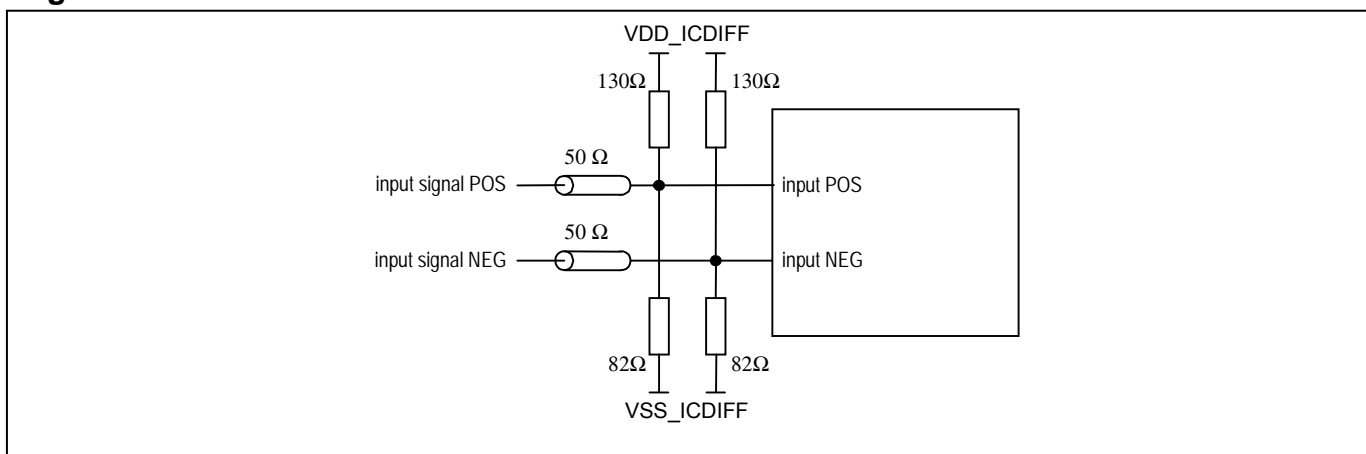 VDD_ICDIFF
130Ω 130Ω
50 Ω
input signal POS input POS
50 Ω
input signal NEG input NEG
82Ω 82Ω
VSS_ICDIFF